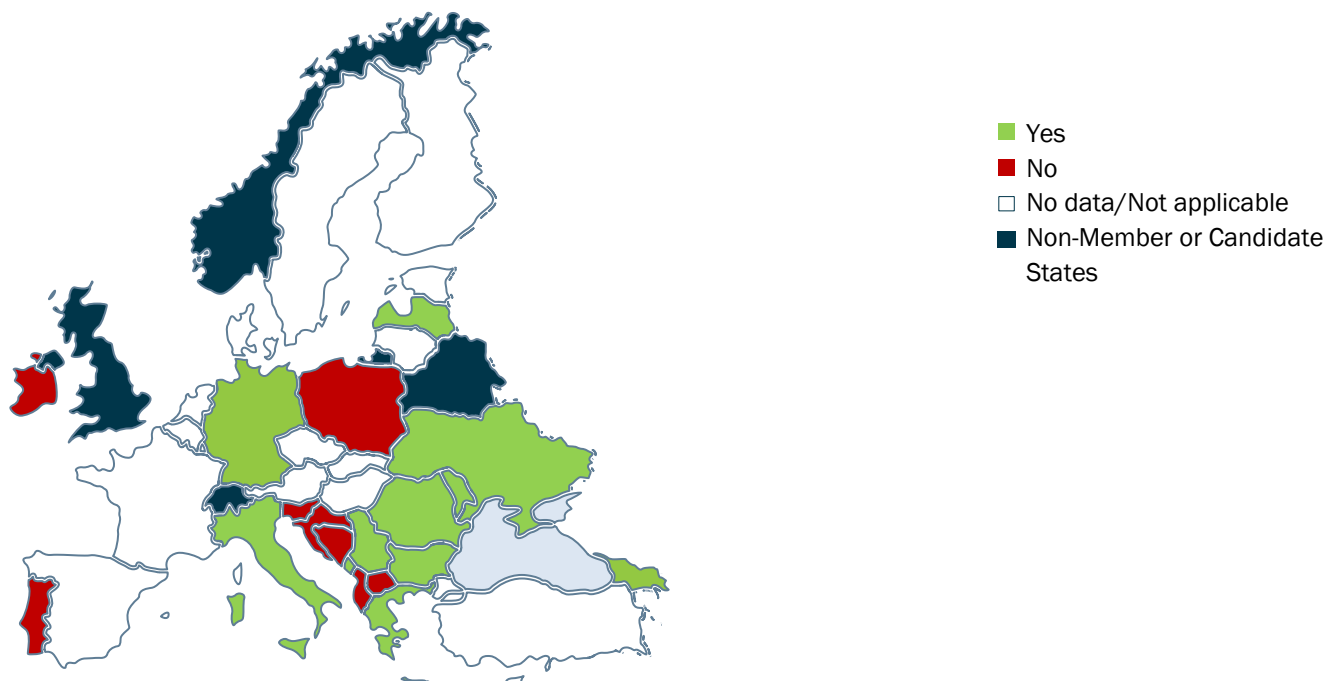 Yes
No
No data/Not applicable
Non-Member or Candidate
States